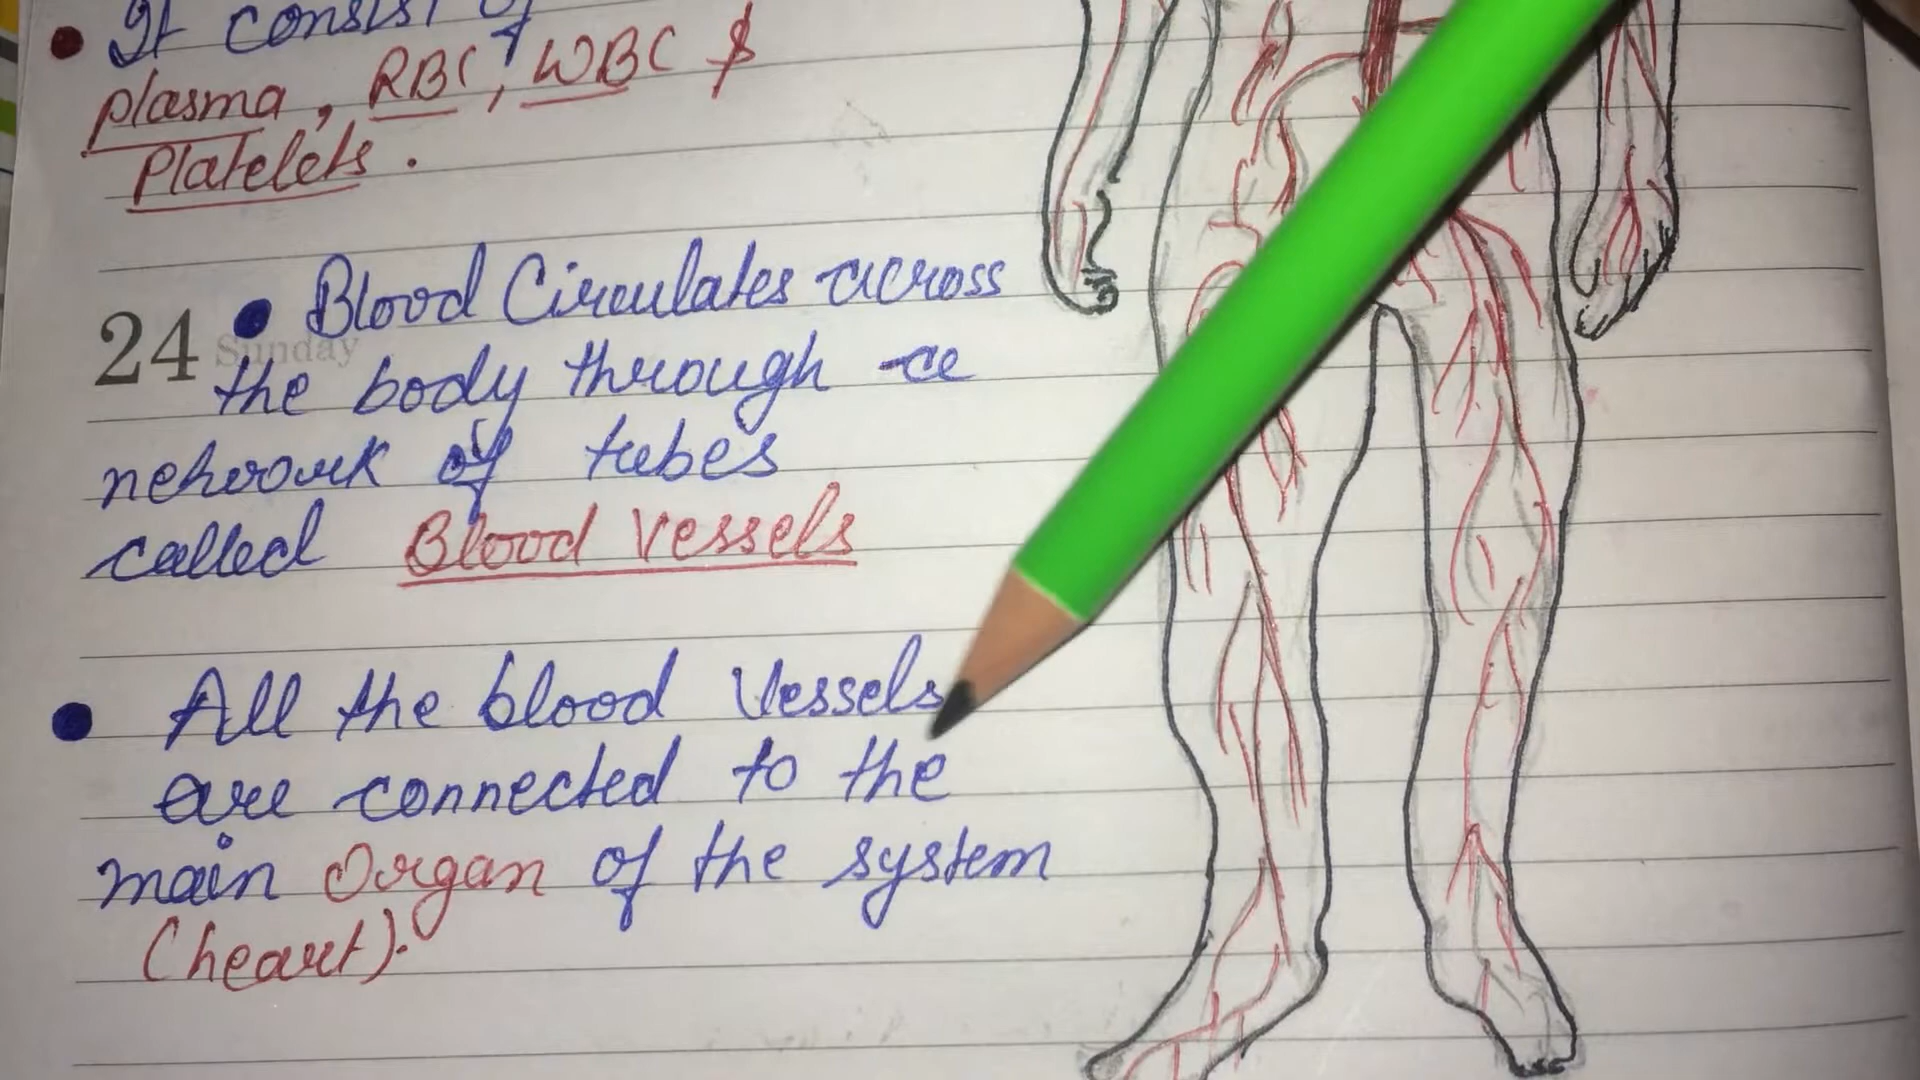 It consist of
plasma, RBC, WBC &
Platelets.
24 Sunday
Blood Circulates across
the body through a
network of tubes
called Blood Vessels
All the blood Vessels
are connected to the
main Organ of the system
(heart).